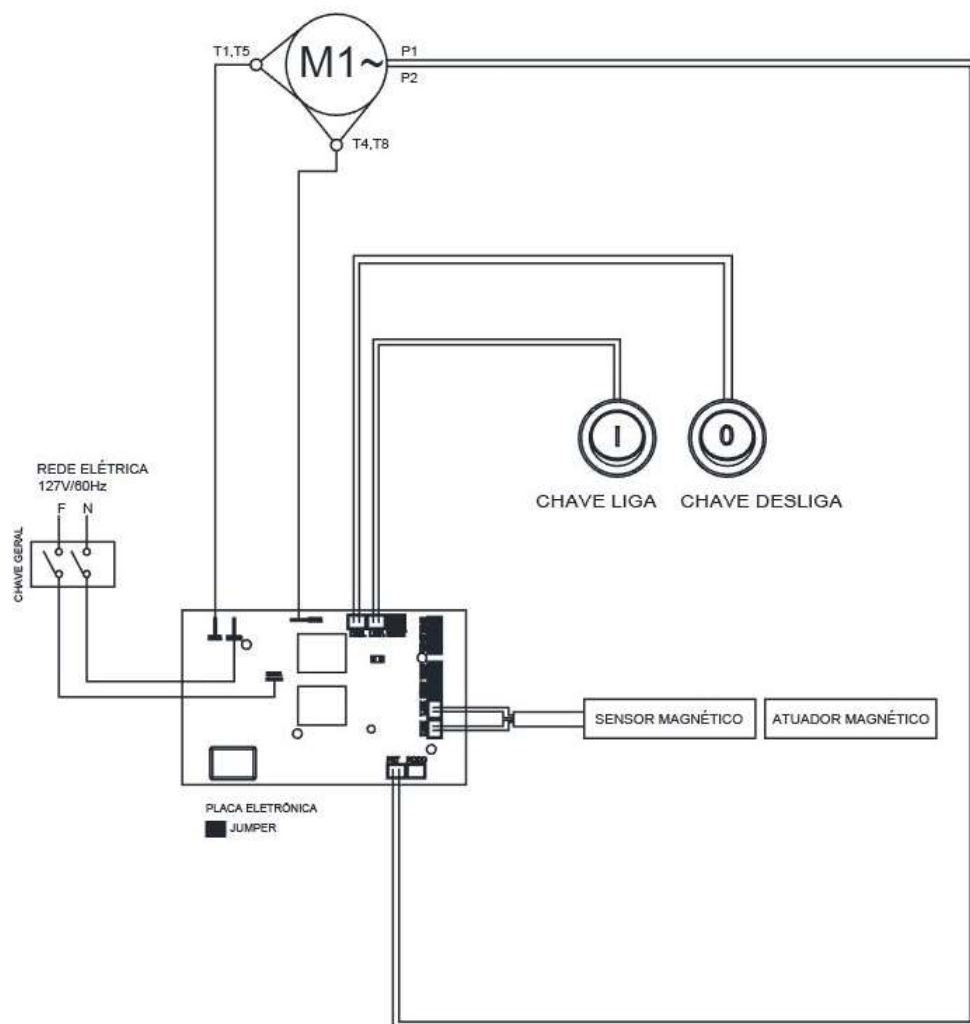 T1,T5
M1~
P1
P2
T4,T8
I
0
CHAVE LIGA
CHAVE DESLIGA
REDE ELÉTRICA
127V/60Hz
F N
CHAVE GERAL
SENSOR MAGNÉTICO
ATUADOR MAGNÉTICO
PLACA ELETRÔNICA
JUMPER